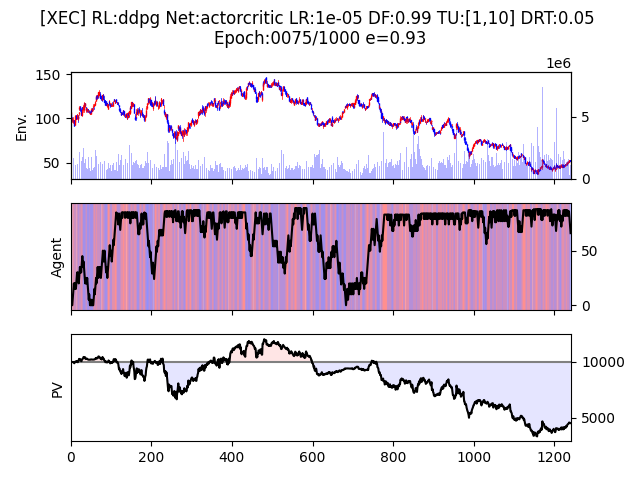 [XEC] RL:ddpg Net:actorcritic LR:1e-05 DF:0.99 TU:[1,10] DRT:0.05
Epoch:0075/1000 e=0.93
1e6
150
100
50
Env.
5
0
Agent
50
0
PV
10000
5000
0 200 400 600 800 1000 1200